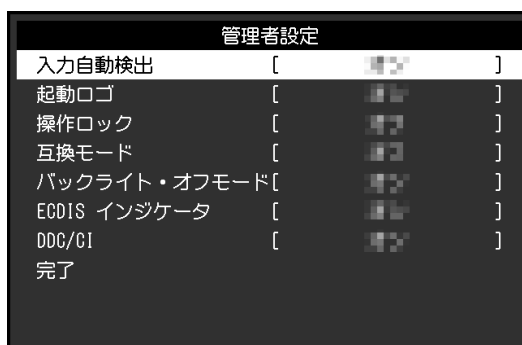 管理者設定
入力自動検出 [ ]
起動ロゴ [ ]
操作ロック [ ]
互換モード [ ]
バックライト・オフモード[ ]
ECDIS インジケータ [ ]
DDC/CI [ ]
完了